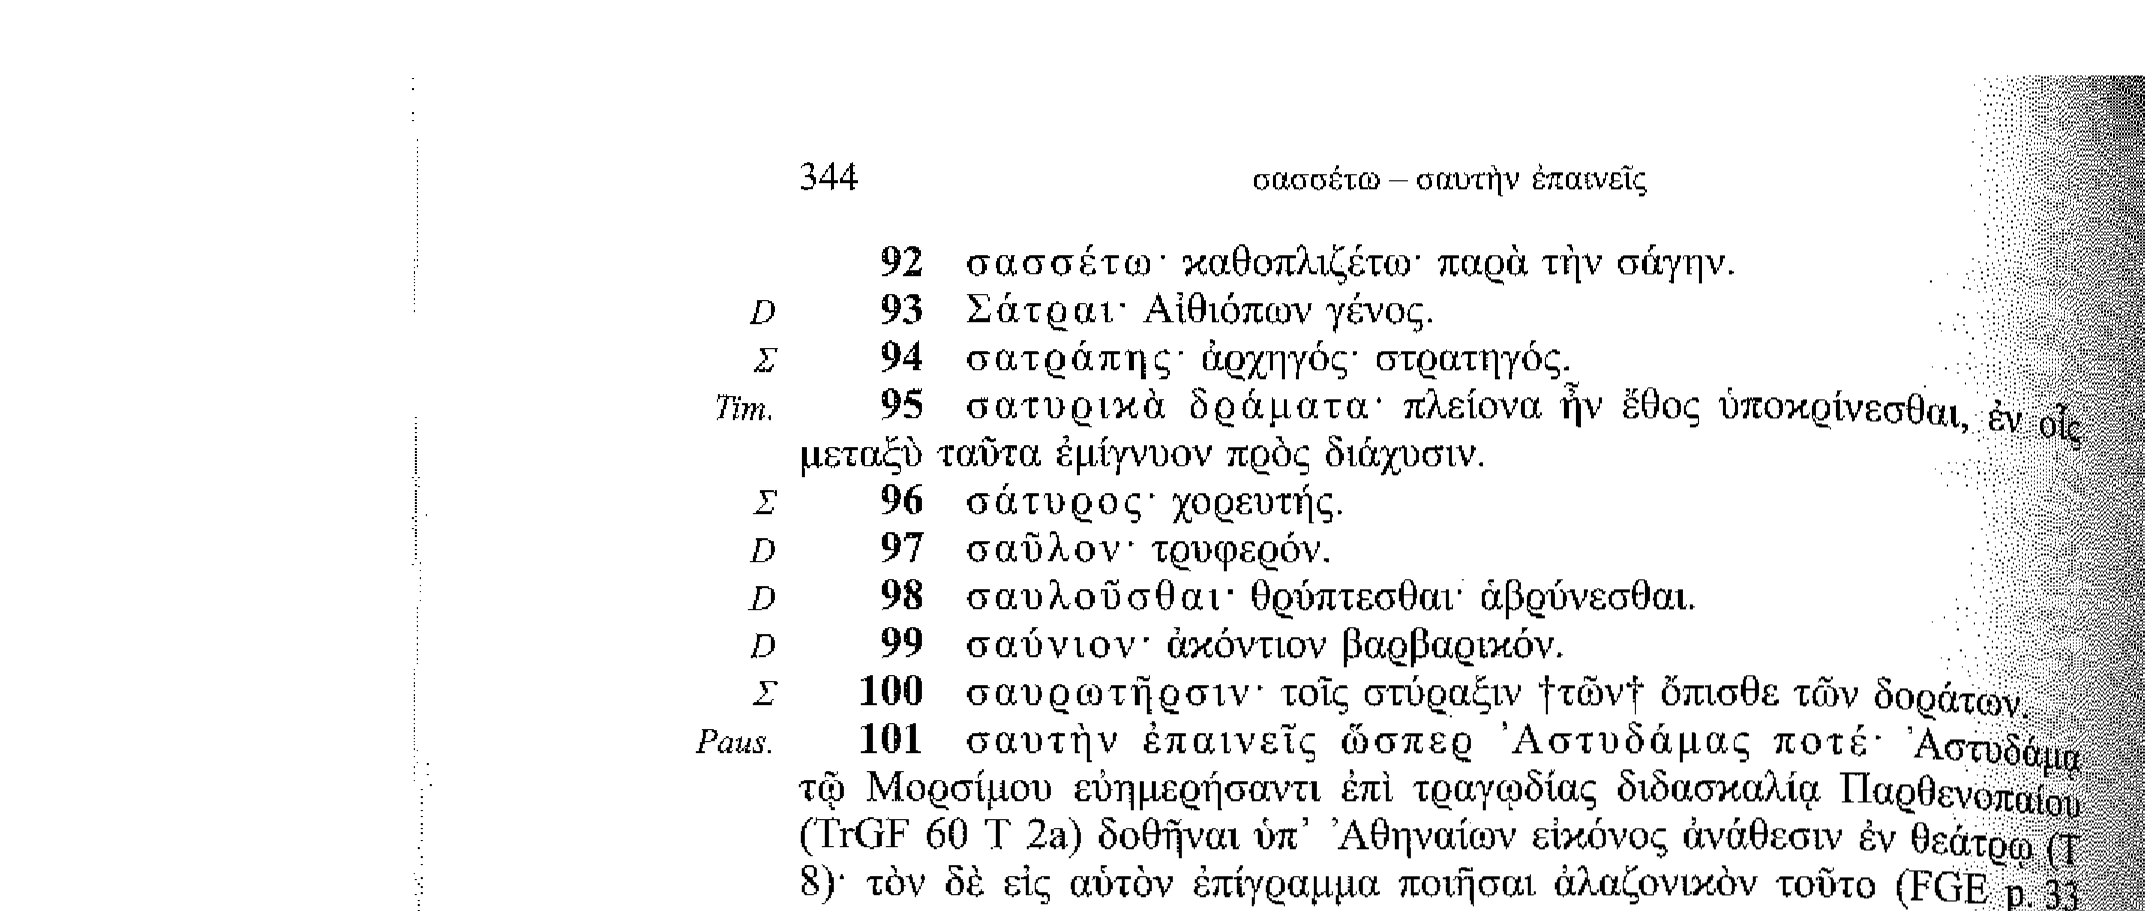 344 σασσέτω – σαυτὴν ἐπαινεῖς
92 σασσέτω· καθοπλιζέτω· παρὰ τὴν σάγην.
D 93 Σάτραι· Αἰθιόπων γένος.
Σ 94 σατράπης· ἀρχηγός· στρατηγός.
Tim. 95 σατυρικὰ δράματα· πλείονα ἦν ἔθος ὑποκρίνεσθαι, ἐν οἷς
μεταξὺ ταῦτα ἐμίγνυον πρὸς διάχυσιν.
Σ 96 σάτυρος· χορευτής.
D 97 σαῦλον· τρυφερόν.
D 98 σαυλοῦσθαι· θρύπτεσθαι· ἁβρύνεσθαι.
D 99 σαύνιον· ἀκόντιον βαρβαρικόν.
Σ 100 σαυρωτῆρσιν· τοῖς στύραξιν †τῶν† ὄπισθε τῶν δοράτων.
Paus. 101 σαυτὴν ἐπαινεῖς ὥσπερ Ἀστυδάμας ποτέ· Ἀστυδάμᾳ
τῷ Μορσίμου εὐημερήσαντι ἐπὶ τραγῳδίας διδασκαλίᾳ Παρθενοπαίου
(TrGF 60 T 2a) δοθῆναι ὑπ’ Ἀθηναίων εἰκόνος ἀνάθεσιν ἐν θεάτρῳ (T
8)· τὸν δὲ εἰς αὑτὸν ἐπίγραμμα ποιῆσαι ἀλαζονικὸν τοῦτο (FGE p. 33